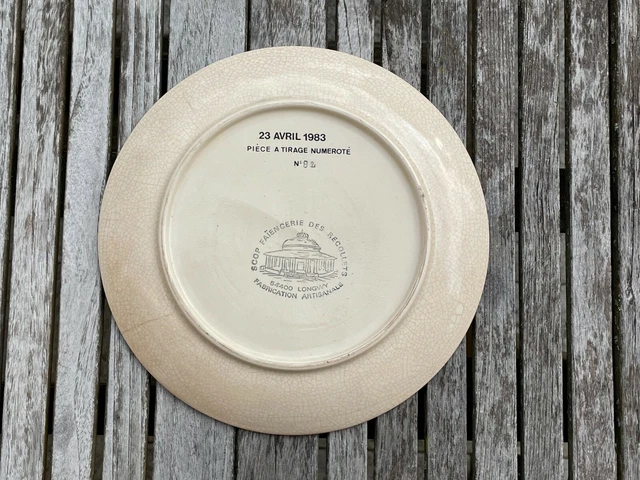 23 AVRIL 1983
PIÈCE A TIRAGE NUMEROTÉ
N°
SCOP FAÏENCERIE DES RÉCOLLETS
54400 LONGWY
FABRICATION ARTISANALE